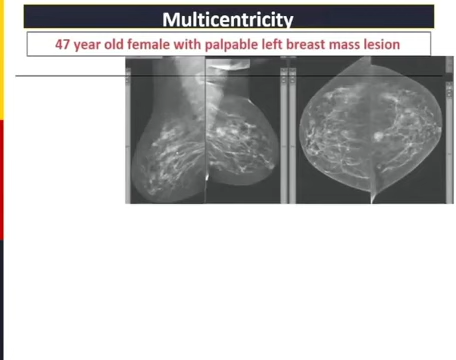 Multicentricity
47 year old female with palpable left breast mass lesion